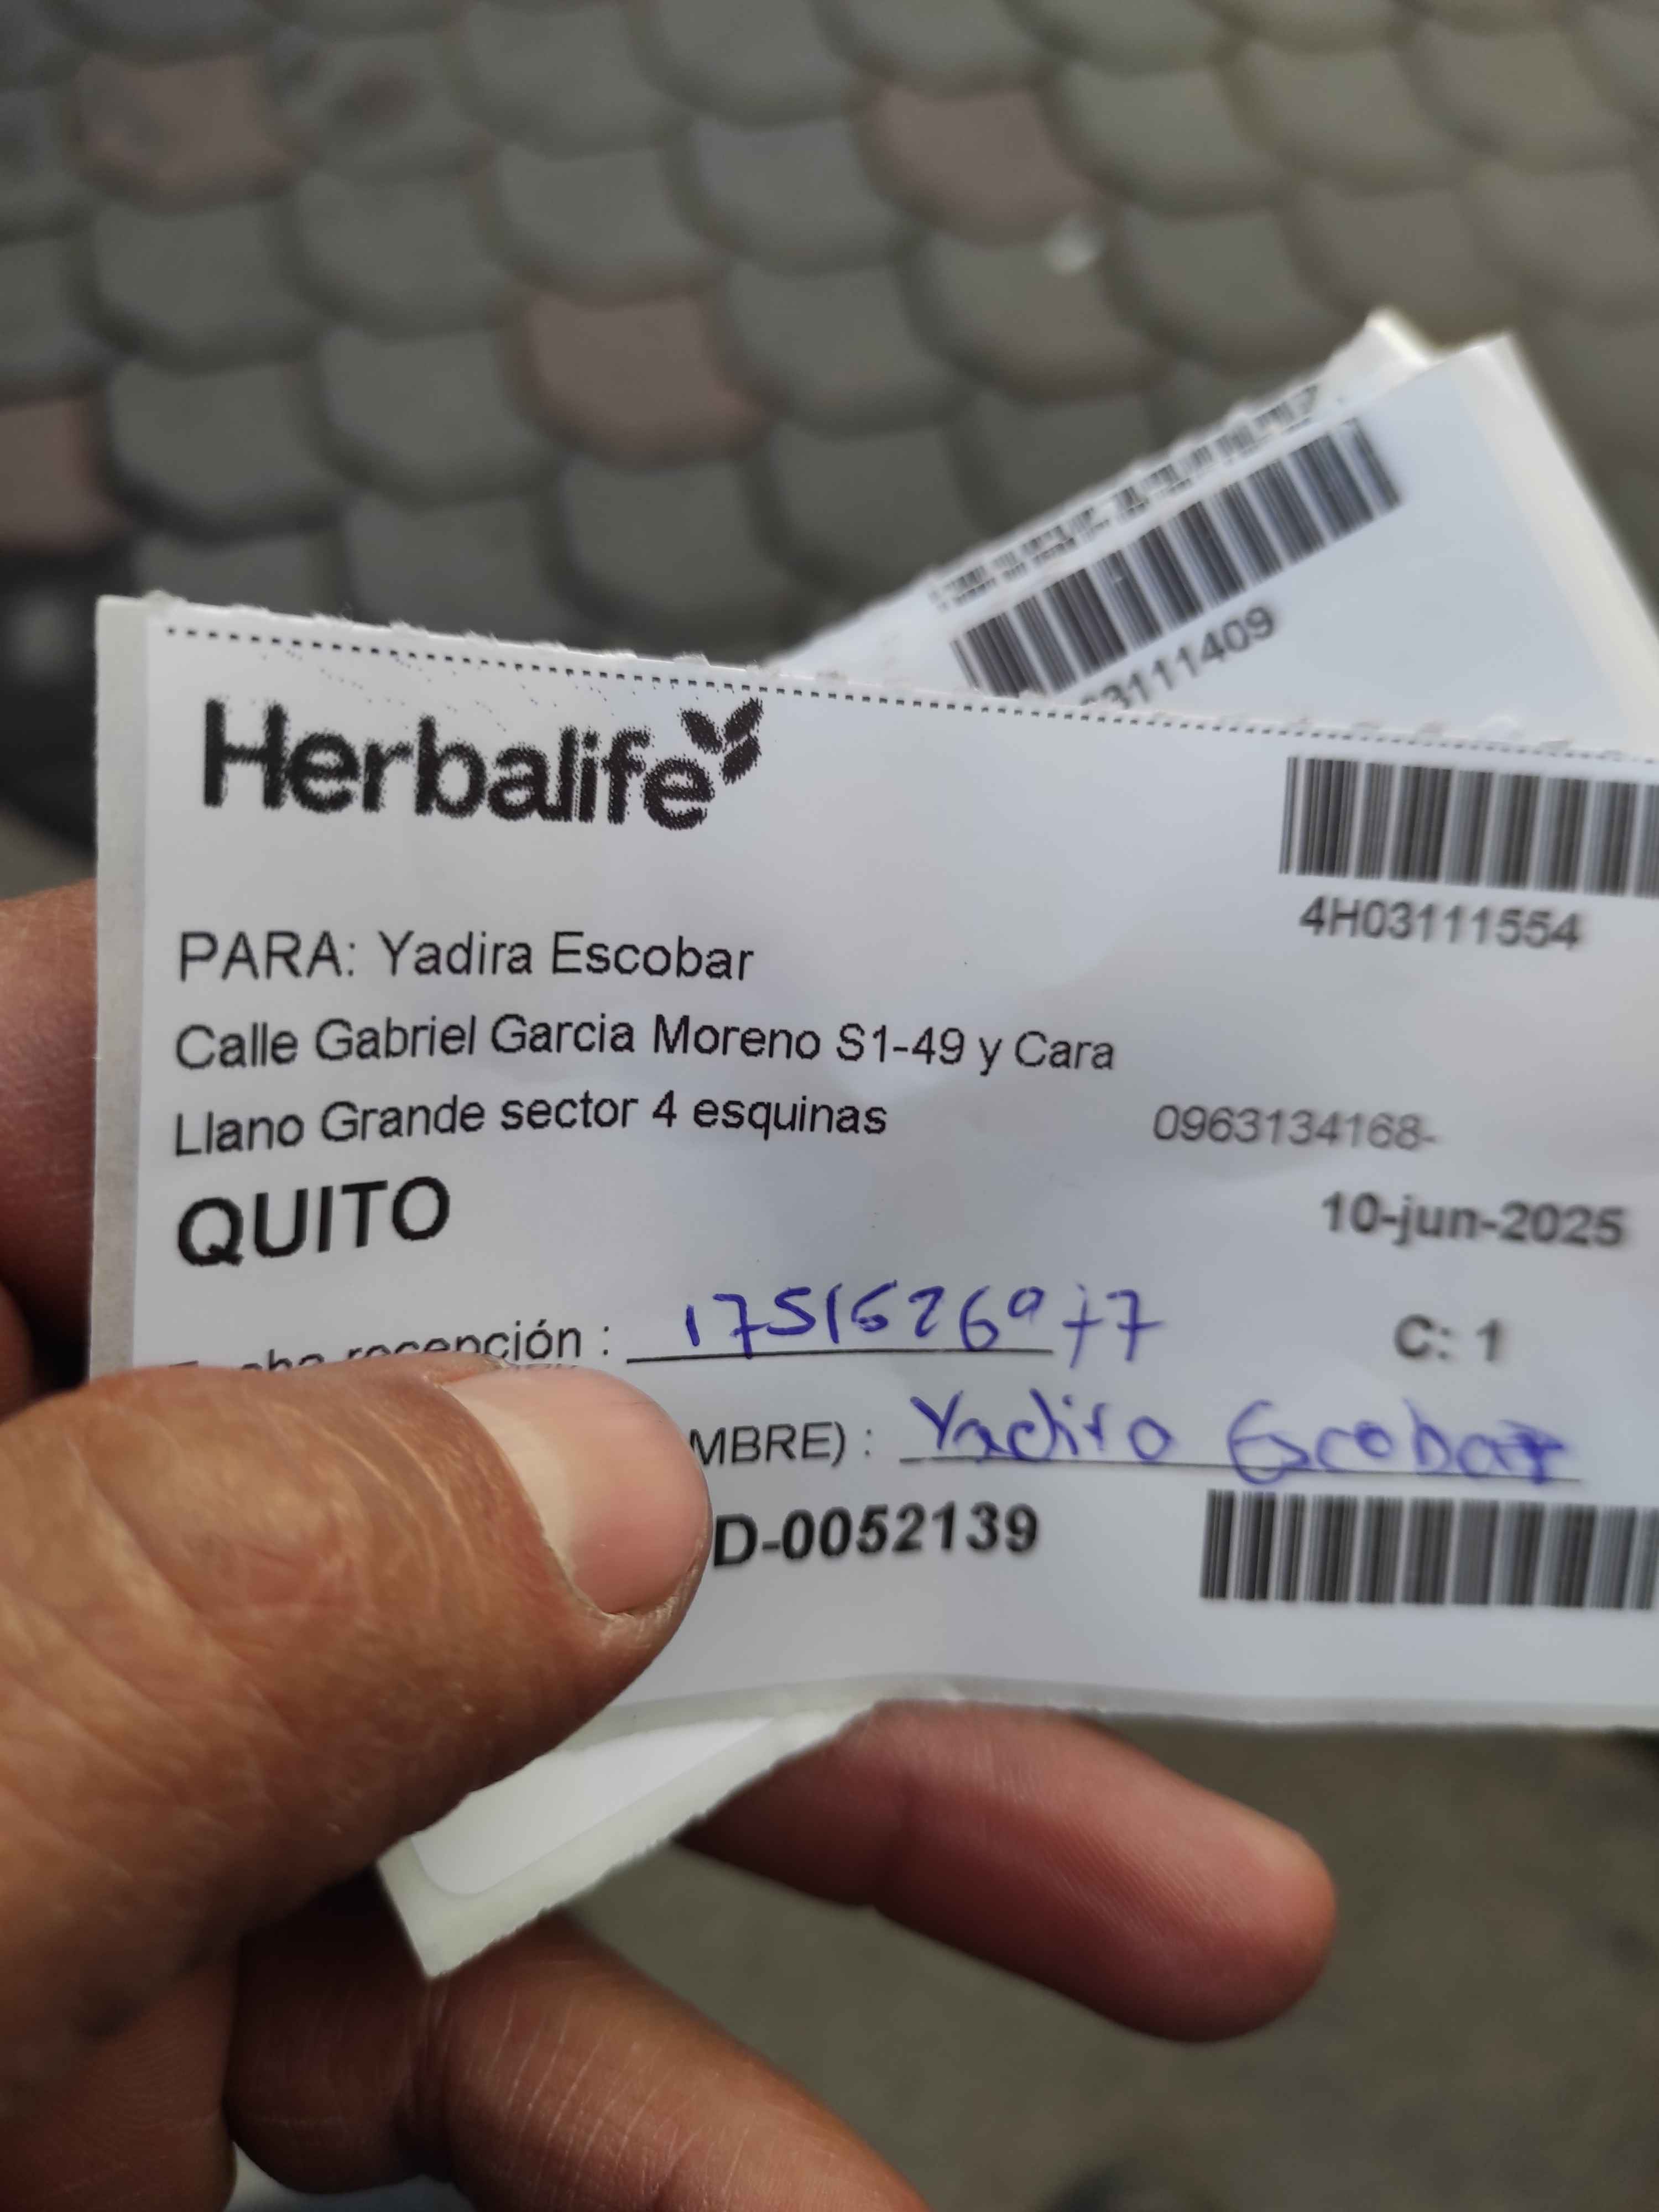 3111409
Herbalife
4H03111554
PARA: Yadira Escobar
Calle Gabriel Garcia Moreno S1-49 y Cara
Llano Grande sector 4 esquinas 0963134168-
QUITO
10-jun-2025
recepción : C: 1
MBRE) : Yadira Escobar
D-0052139